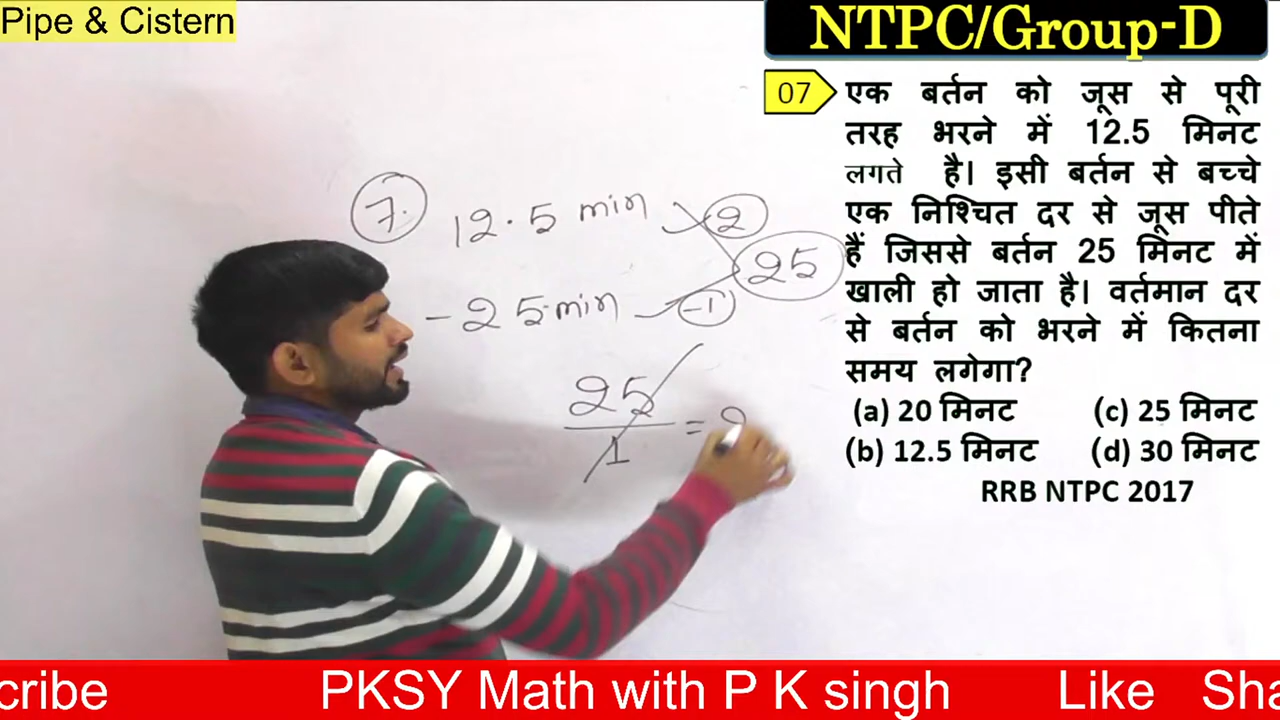 Pipe & Cistern
NTPC/Group-D
07 एक बर्तन को जूस से पूरी
तरह भरने में 12.5 मिनट
लगते है। इसी बर्तन से बच्चे
एक निश्चित दर से जूस पीते
हैं जिससे बर्तन 25 मिनट में
खाली हो जाता है। वर्तमान दर
से बर्तन को भरने में कितना
समय लगेगा?
(a) 20 मिनट (c) 25 मिनट
(b) 12.5 मिनट (d) 30 मिनट
RRB NTPC 2017
7. 12.5 min 2
25
-25 min -1
25
1 =
cribe PKSY Math with P K singh Like Sha